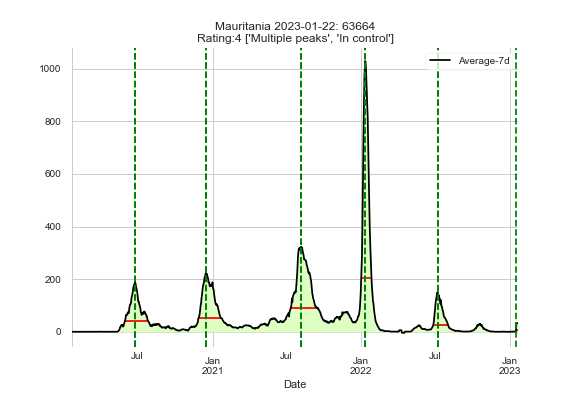 Mauritania 2023-01-22: 63664
Rating:4 ['Multiple peaks', 'In control']
Average-7d
1000
800
600
400
200
0
Jul
Jan
2021
Jul
Jan
2022
Jul
Jan
2023
Date